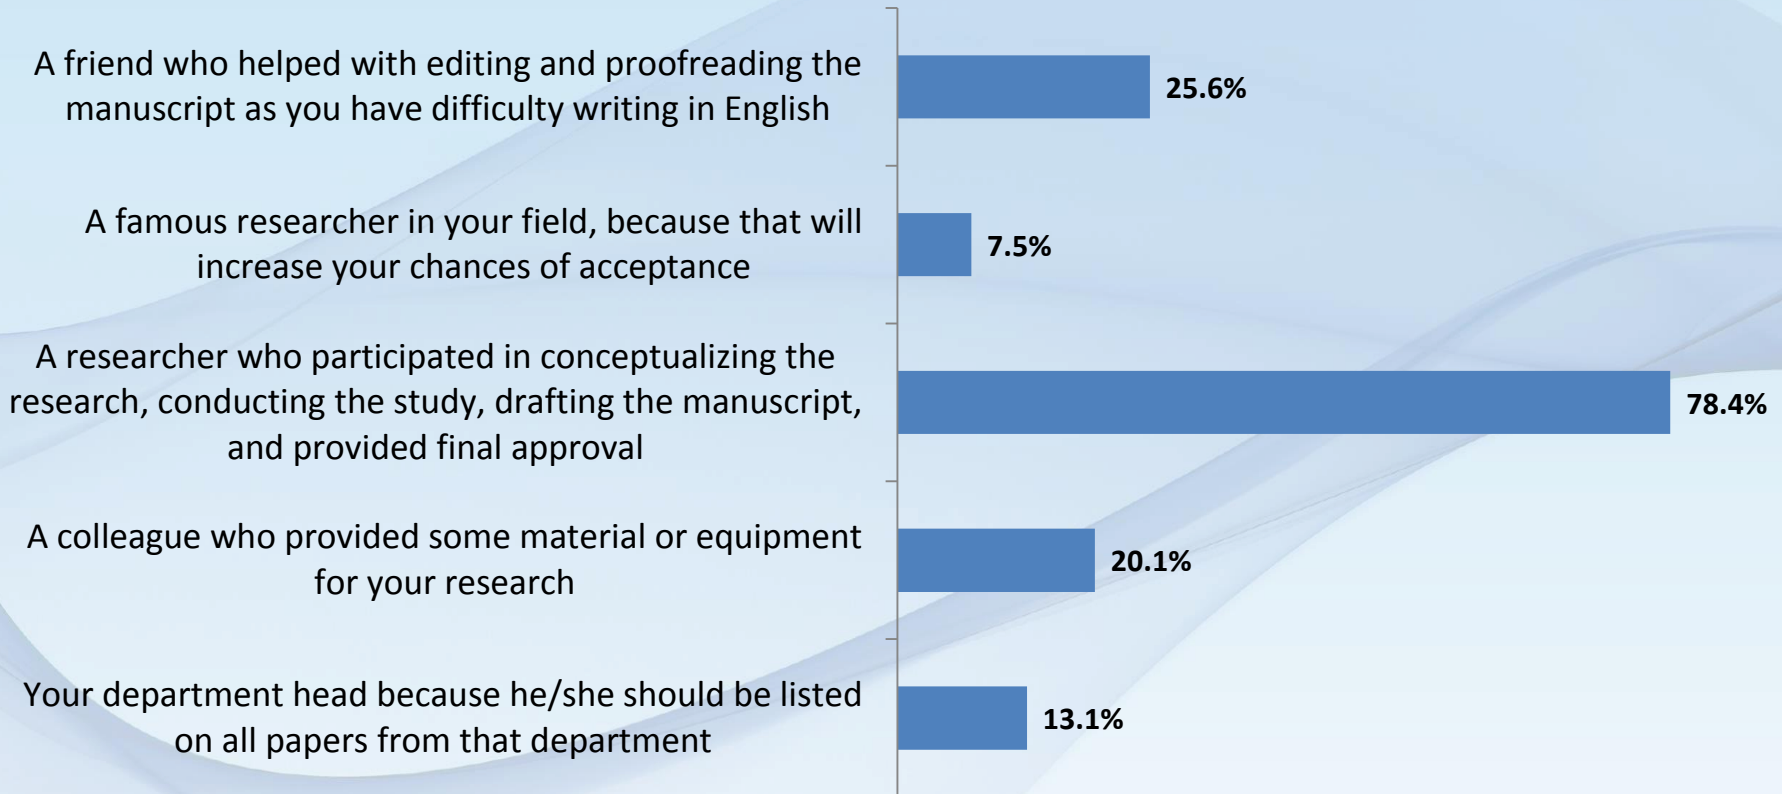 A friend who helped with editing and proofreading the
manuscript as you have difficulty writing in English
25.6%
A famous researcher in your field, because that will
increase your chances of acceptance
7.5%
A researcher who participated in conceptualizing the
research, conducting the study, drafting the manuscript,
and provided final approval
78.4%
A colleague who provided some material or equipment
for your research
20.1%
Your department head because he/she should be listed
on all papers from that department
13.1%